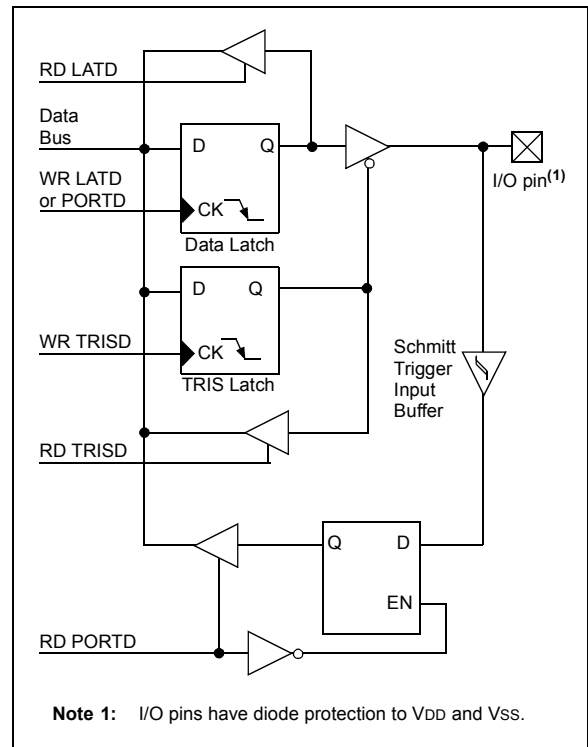 RD LATD
Data
Bus
D Q
WR LATD
or PORTD
CK
Data Latch
I/O pin(1)
D Q
WR TRISD
CK
TRIS Latch
Schmitt
Trigger
Input
Buffer
RD TRISD
Q D
EN
RD PORTD
Note 1: I/O pins have diode protection to VDD and VSS.